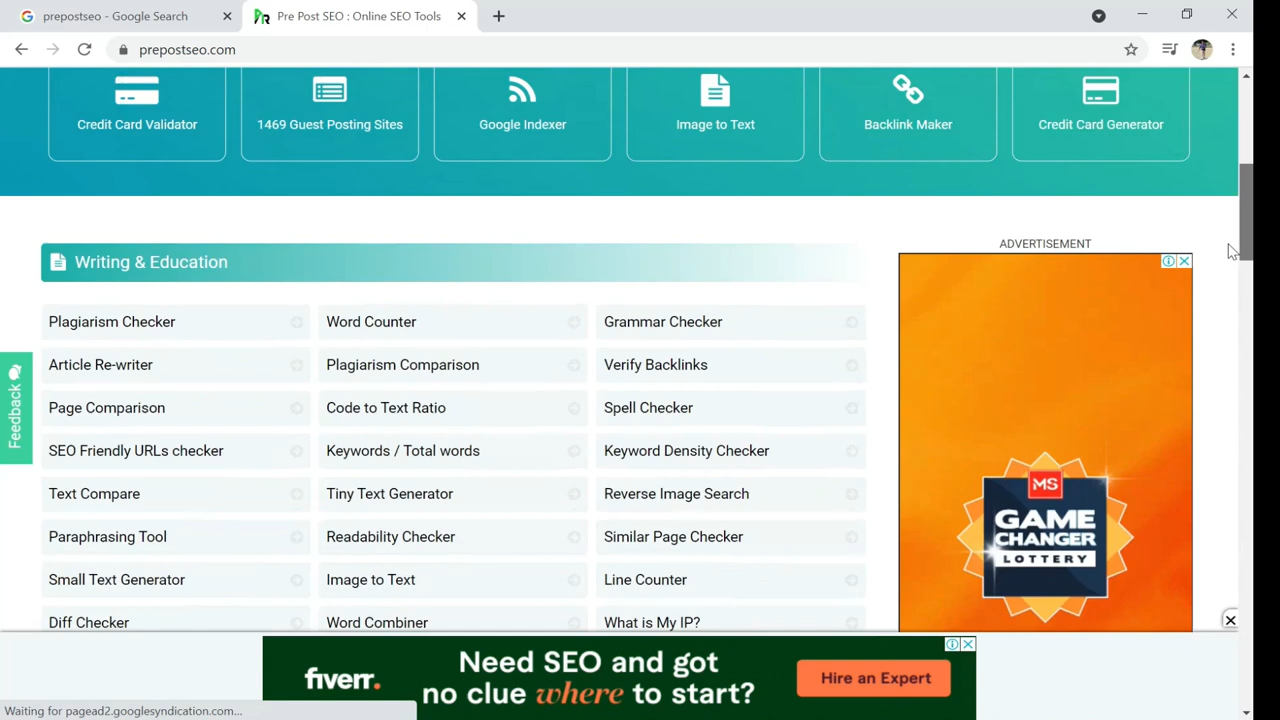 prepostseo - Google Search
Pre Post SEO : Online SEO Tools
prepostseo.com
Credit Card Validator
1469 Guest Posting Sites
Google Indexer
Image to Text
Backlink Maker
Credit Card Generator
Writing & Education
ADVERTISEMENT
Plagiarism Checker
Word Counter
Grammar Checker
Article Re-writer
Plagiarism Comparison
Verify Backlinks
Page Comparison
Code to Text Ratio
Spell Checker
SEO Friendly URLs checker
Keywords / Total words
Keyword Density Checker
Text Compare
Tiny Text Generator
Reverse Image Search
Paraphrasing Tool
Readability Checker
Similar Page Checker
Small Text Generator
Image to Text
Line Counter
Diff Checker
Word Combiner
What is My IP?
Feedback
MS
GAME
CHANGER
LOTTERY
fiverr.
Need SEO and got
no clue where to start?
Hire an Expert
Waiting for pagead2.googlesyndication.com...